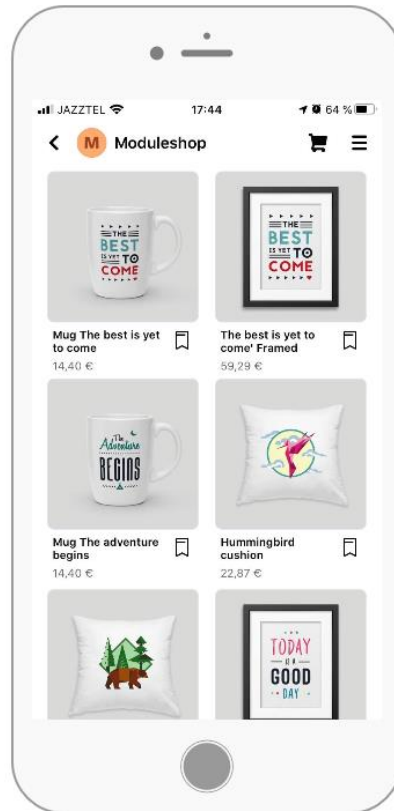 JAZZTEL 17:44 64 %
M Moduleshop
THE
BEST
IS YET TO
COME
THE
BEST
IS YET TO
COME
Mug The best is yet
to come
14,40 €
The best is yet to
come' Framed
59,29 €
The
Adventure
BEGINS
Mug The adventure
begins
14,40 €
Hummingbird
cushion
22,87 €
TODAY
IS A
GOOD
DAY